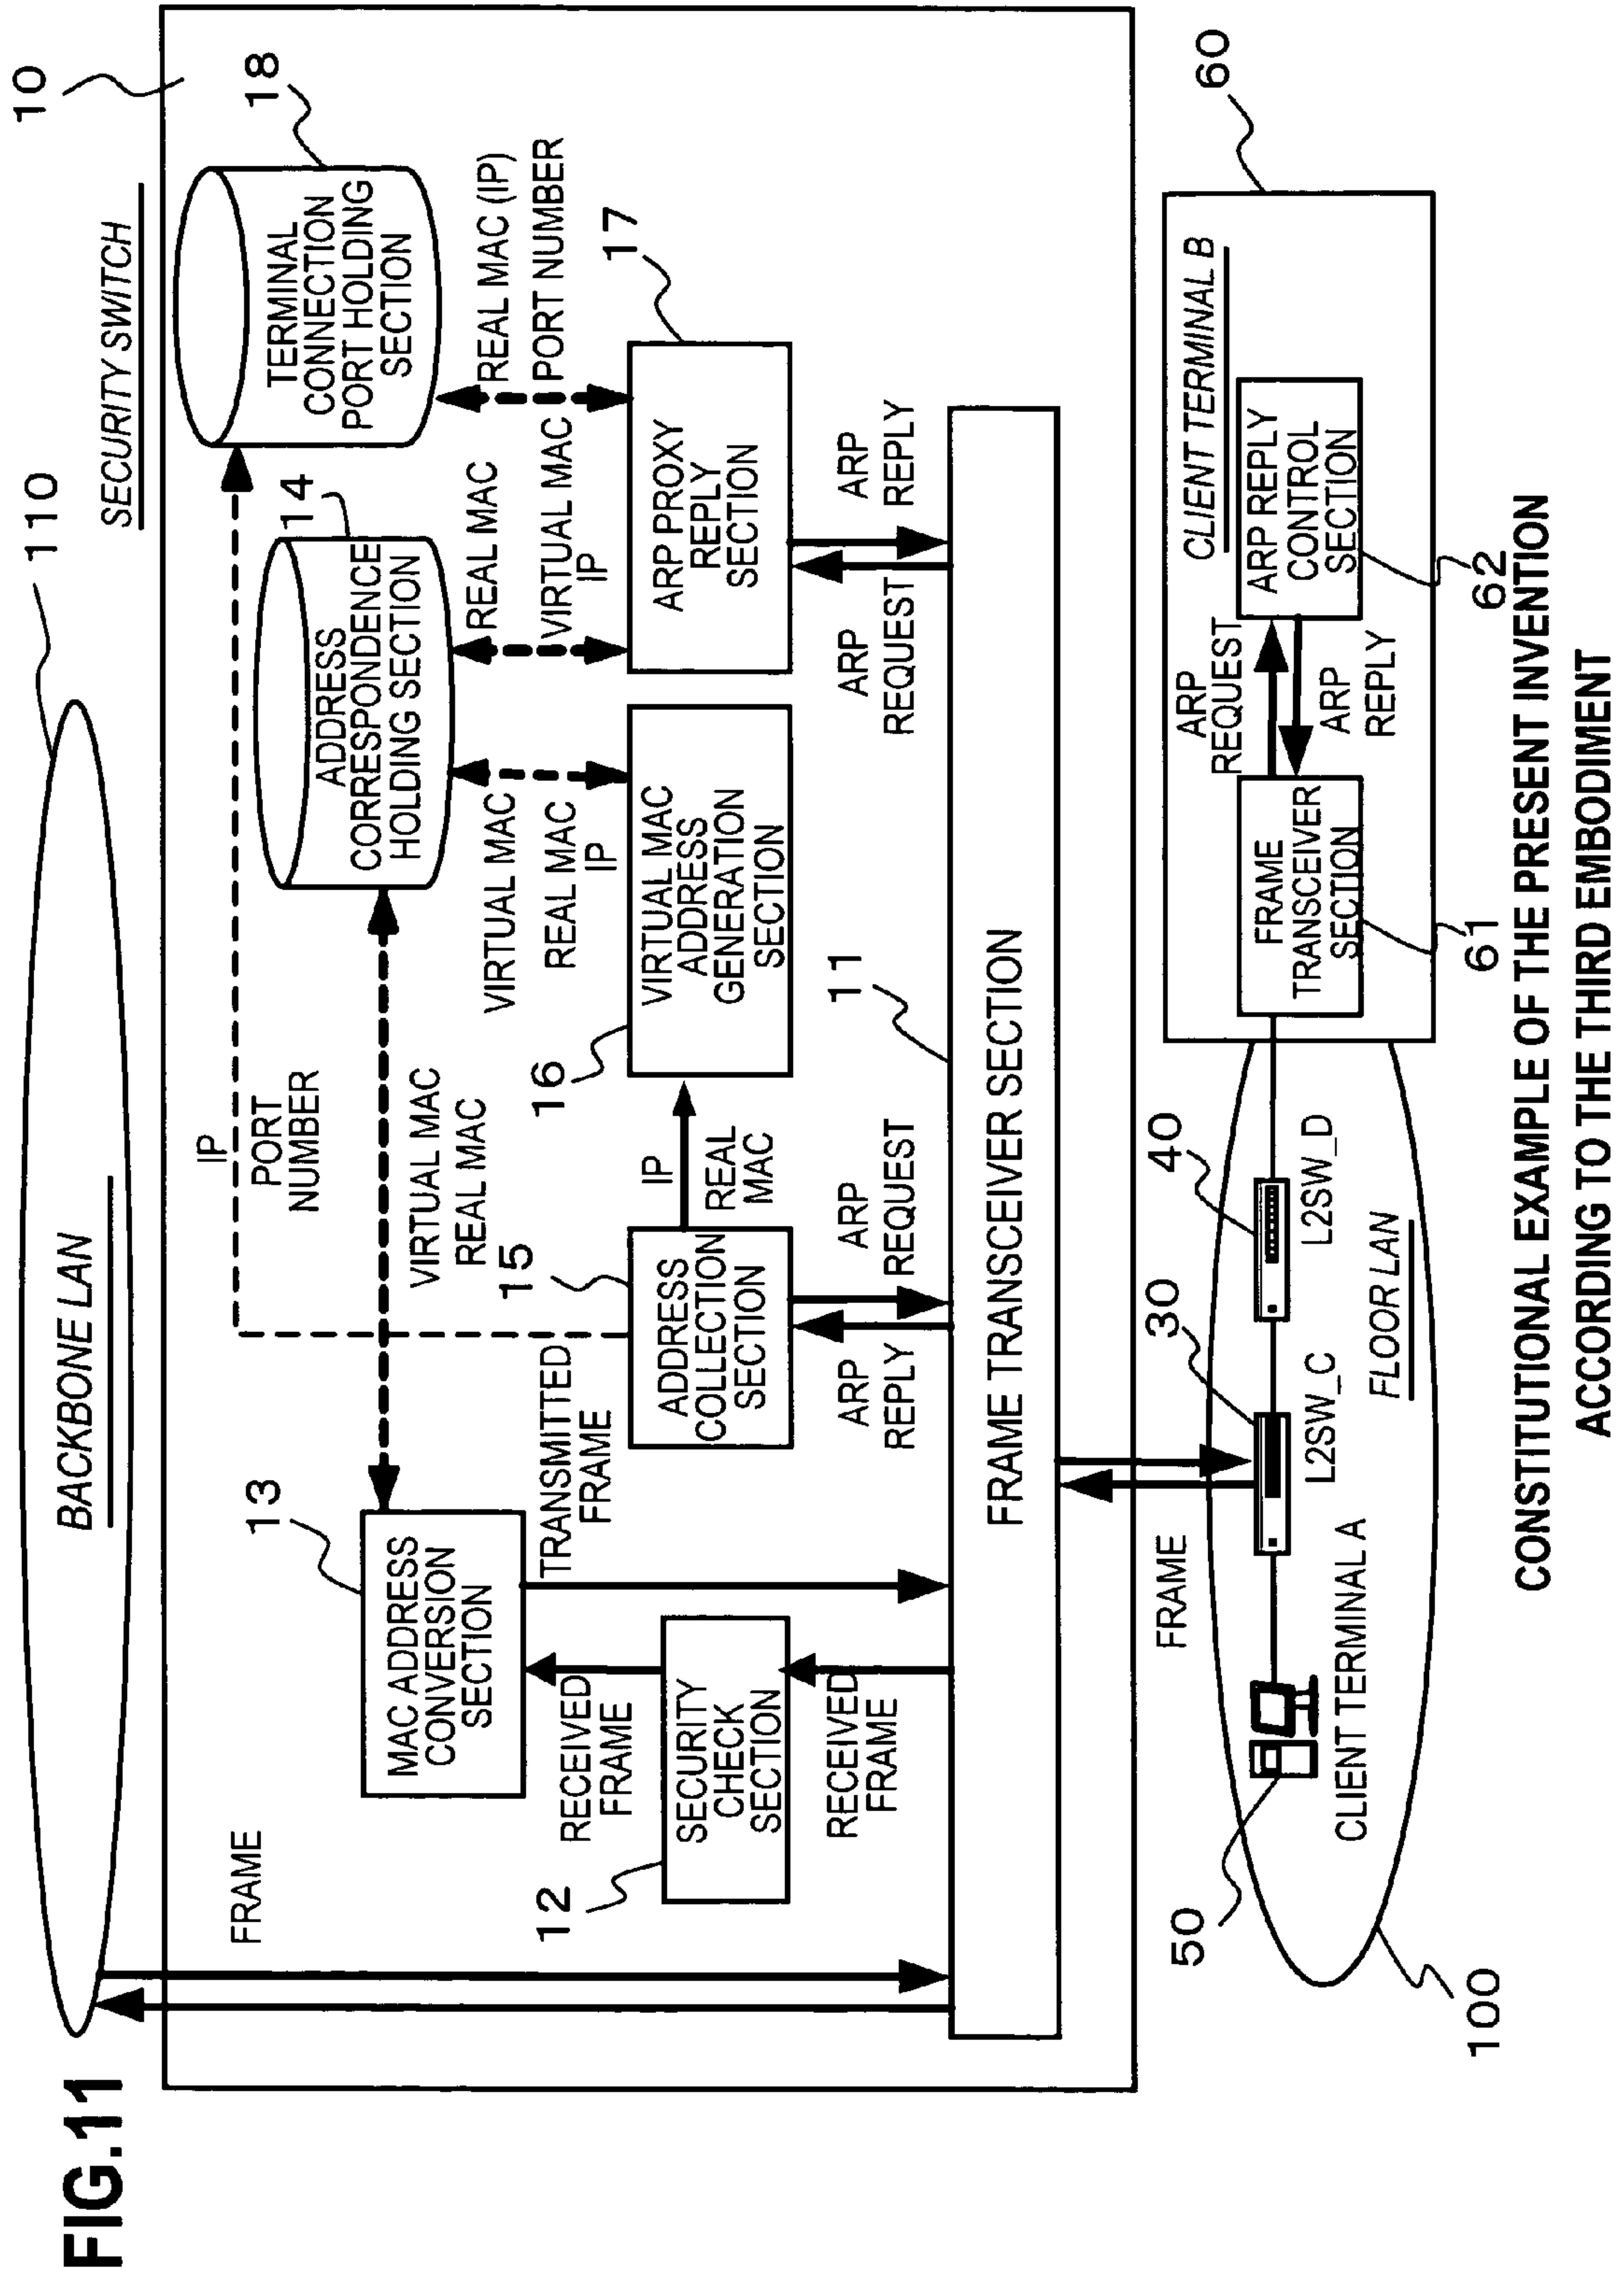 FIG.11
BACKBONE LAN
110
SECURITY SWITCH
10
FRAME
IP
PORT
NUMBER
TERMINAL
CONNECTION
PORT HOLDING
SECTION
18
ADDRESS
CORRESPONDENCE
HOLDING SECTION
14
13
MAC ADDRESS
CONVERSION
SECTION
VIRTUAL MAC
REAL MAC
VIRTUAL MAC
REAL MAC
IP
REAL MAC
VIRTUAL MAC
IP
REAL MAC (IP)
PORT NUMBER
RECEIVED
FRAME
TRANSMITTED
FRAME
12
SECURITY
CHECK
SECTION
15
ADDRESS
COLLECTION
SECTION
IP
REAL
MAC
16
VIRTUAL MAC
ADDRESS
GENERATION
SECTION
17
ARP PROXY
REPLY
SECTION
RECEIVED
FRAME
ARP
REPLY
ARP
REQUEST
11
ARP
REQUEST
ARP
REPLY
FRAME TRANSCEIVER SECTION
FRAME
50
CLIENT TERMINAL A
30
L2SW_C
40
L2SW_D
FLOOR LAN
100
60
CLIENT TERMINAL B
FRAME
TRANSCEIVER
SECTION
61
ARP
REQUEST
ARP
REPLY
ARP REPLY
CONTROL
SECTION
62
CONSTITUTIONAL EXAMPLE OF THE PRESENT INVENTION
ACCORDING TO THE THIRD EMBODIMENT